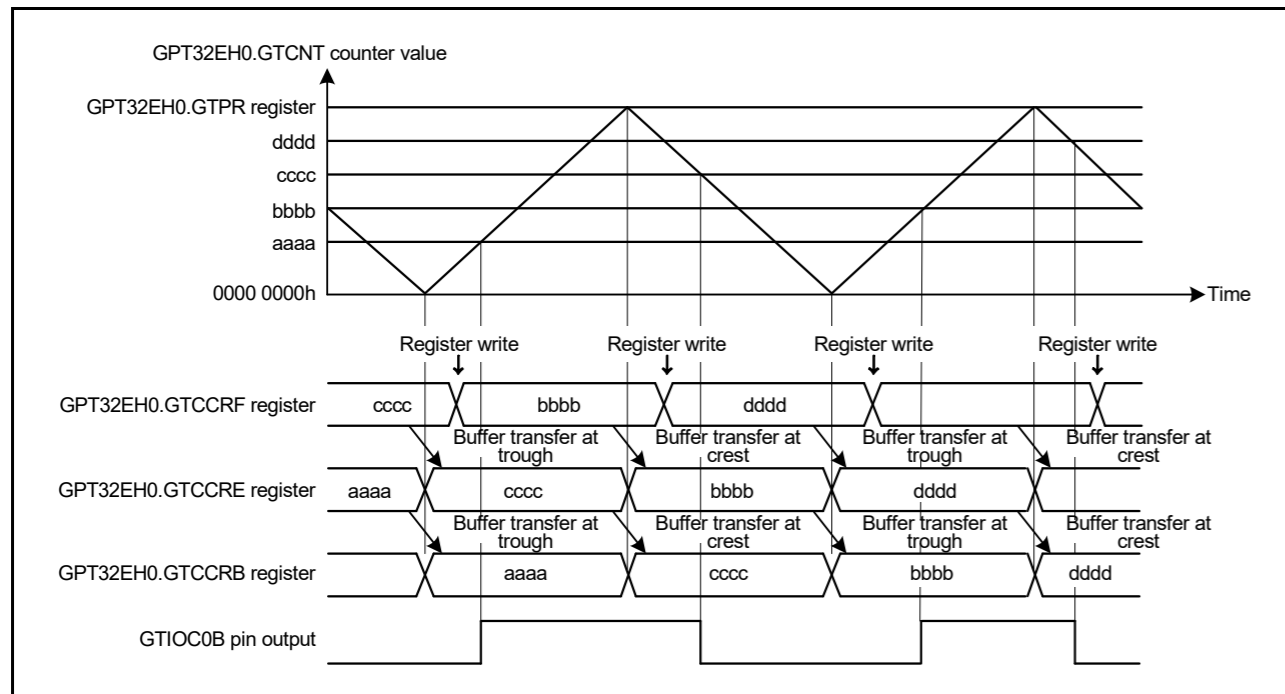 GPT32EH0.GTCNT counter value
GPT32EH0.GTPR register
dddd
cccc
bbbb
aaaa
0000 0000h
Time
Register write Register write Register write Register write
GPT32EH0.GTCCRF register cccc bbbb dddd
Buffer transfer at trough
Buffer transfer at crest
Buffer transfer at trough
Buffer transfer at crest
GPT32EH0.GTCCRE register aaaa cccc bbbb dddd
Buffer transfer at trough
Buffer transfer at crest
Buffer transfer at trough
Buffer transfer at crest
GPT32EH0.GTCCRB register aaaa cccc bbbb dddd
GTIOC0B pin output